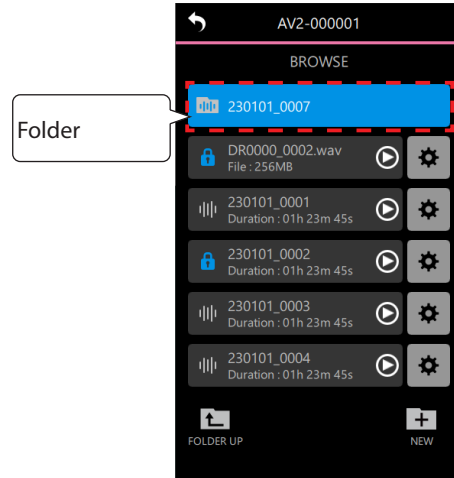 AV2-000001
BROWSE
Folder
230101_0007
DR0000_0002.wav
File : 256MB
230101_0001
Duration : 01h 23m 45s
230101_0002
Duration : 01h 23m 45s
230101_0003
Duration : 01h 23m 45s
230101_0004
Duration : 01h 23m 45s
FOLDER UP
NEW